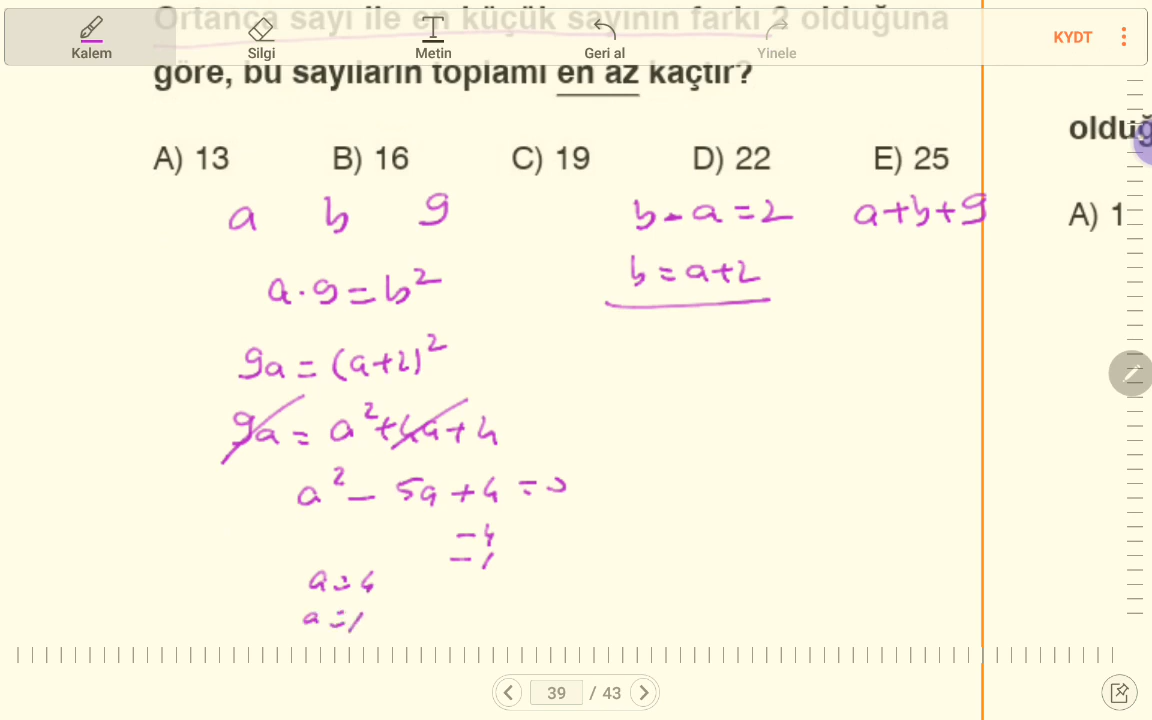 Ortanca sayı ile en küçük sayının farkı 2 olduğuna
Kalem Silgi Metin Geri al Yinele KYDT
göre, bu sayıların toplamı en az kaçtır?
A) 13 B) 16 C) 19 D) 22 E) 25
a b 9
b - a = 2
a+b+9
b = a+2
a · 9 = b²
9a = (a+2)²
9a = a² + 4a + 4
a² - 5a + 4 = 0
-4
-1
a = 4
a = 1
olduğ
A) 1
39 / 43